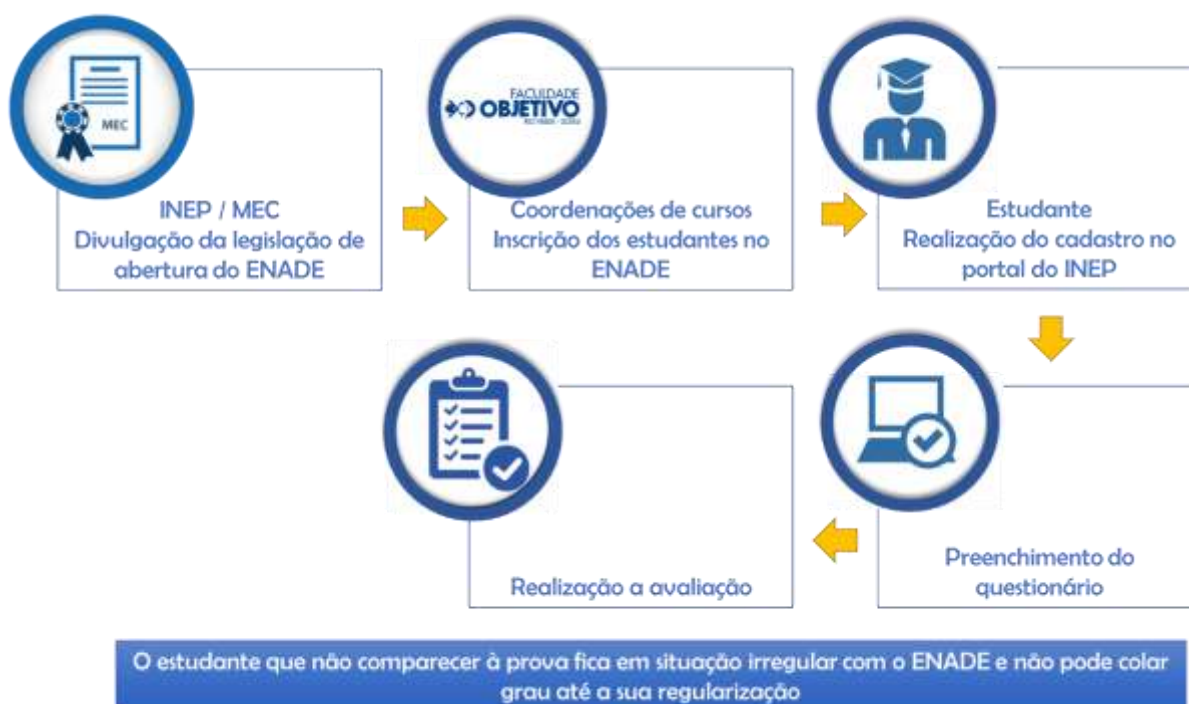 MEC
INEP / MEC
Divulgação da legislação de
abertura do ENADE
FACULDADE
OBJETIVO
Coordenações de cursos
Inscrição dos estudantes no
ENADE
Estudante
Realização do cadastro no
portal do INEP
Preenchimento do
questionário
Realização a avaliação
O estudante que não comparecer à prova fica em situação irregular com o ENADE e não pode colar
grau até a sua regularização